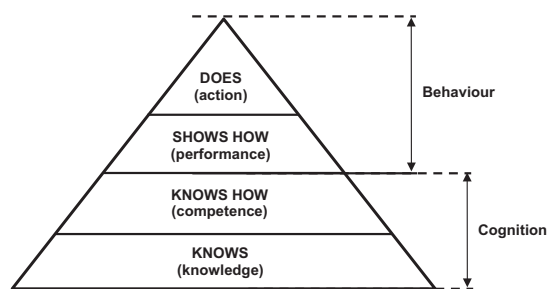 DOES
(action)
Behaviour
SHOWS HOW
(performance)
KNOWS HOW
(competence)
Cognition
KNOWS
(knowledge)